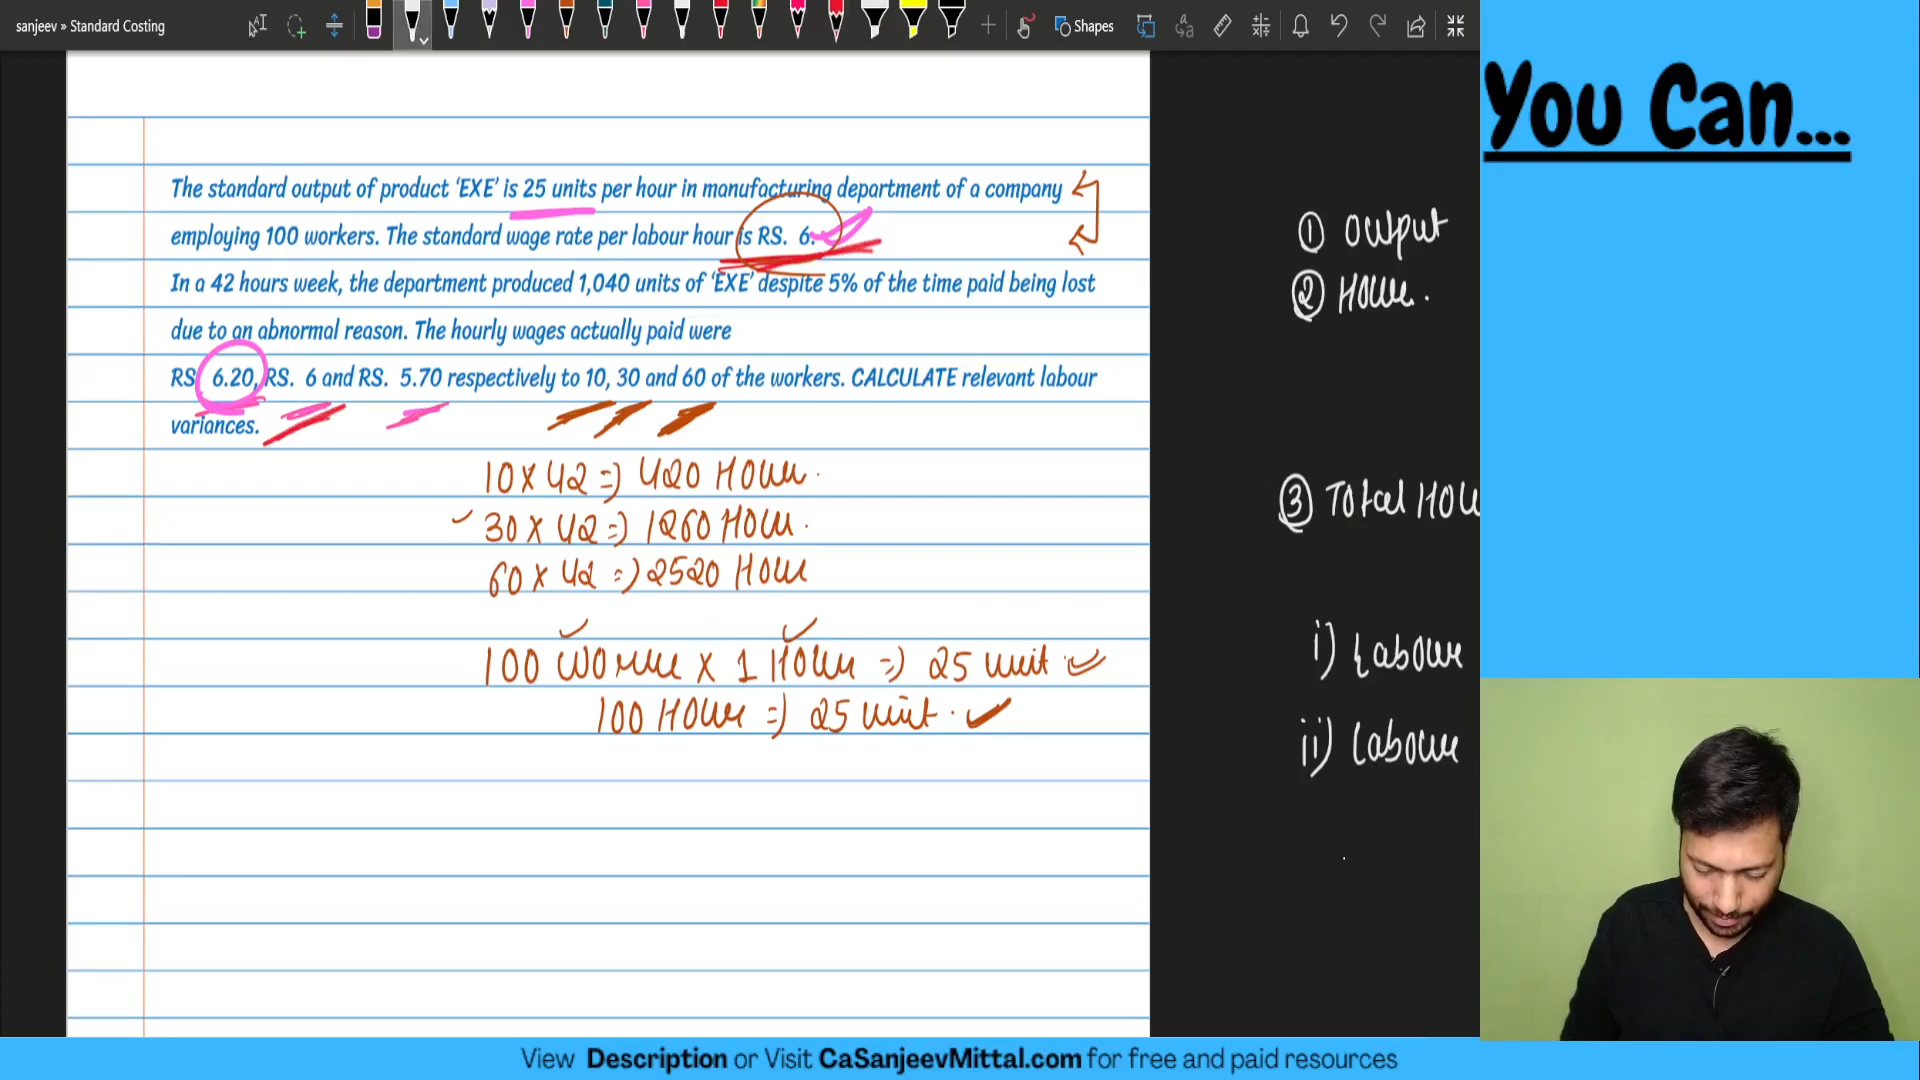 sanjeev » Standard Costing
Shapes
You Can...
The standard output of product ‘EXE’ is 25 units per hour in manufacturing department of a company
employing 100 workers. The standard wage rate per labour hour is RS. 6.
In a 42 hours week, the department produced 1,040 units of ‘EXE’ despite 5% of the time paid being lost
due to an abnormal reason. The hourly wages actually paid were
RS. 6.20, RS. 6 and RS. 5.70 respectively to 10, 30 and 60 of the workers. CALCULATE relevant labour
variances.
10 x 42 => 420 Hour.
30 x 42 => 1260 Hour.
60 x 42 => 2520 Hour
100 Worker x 1 Hour => 25 unit.
100 Hour => 25 unit.
① output
② Hour.
③ Total Hou
i) Labour
ii) Labour
View Description or Visit CaSanjeevMittal.com for free and paid resources